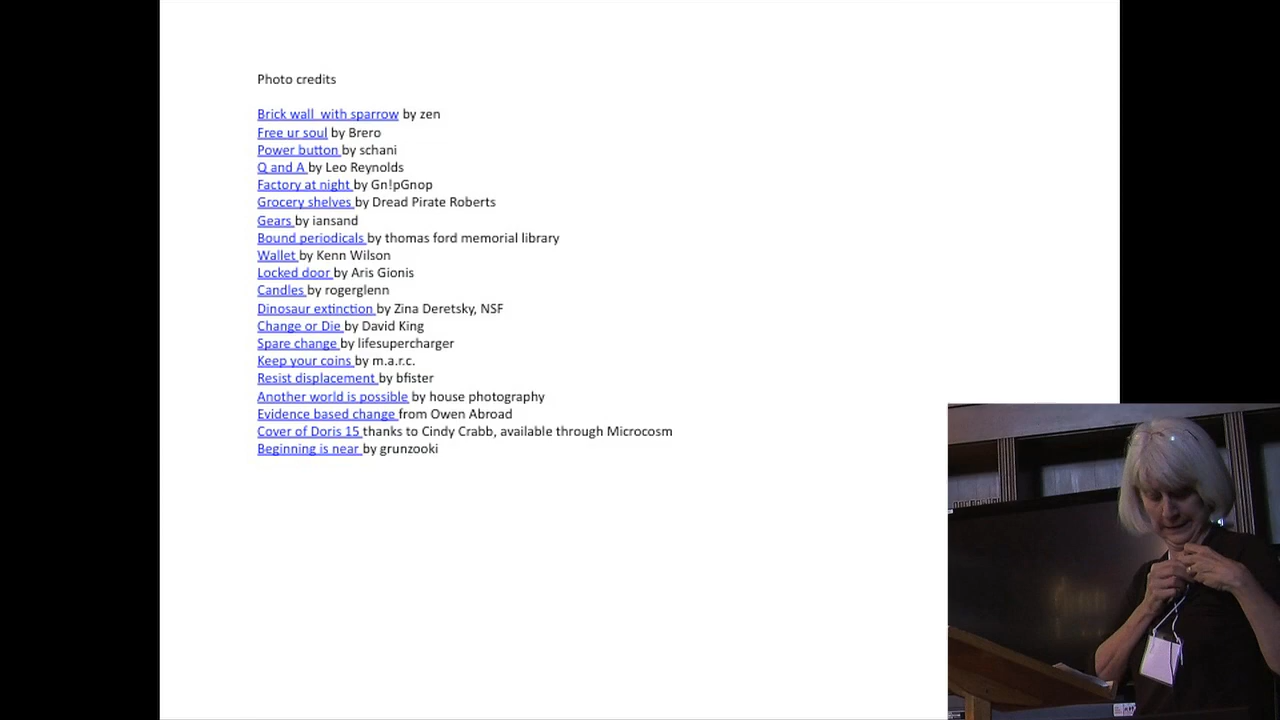 Photo credits
Brick wall  with sparrow by zen
Free ur soul by Brero
Power button by schani
Q and A by Leo Reynolds
Factory at night by Gn!pGnop
Grocery shelves by Dread Pirate Roberts
Gears by iansand
Bound periodicals by thomas ford memorial library
Wallet by Kenn Wilson
Locked door by Aris Gionis
Candles by rogerglenn
Dinosaur extinction by Zina Deretsky, NSF
Change or Die by David King
Spare change by lifesupercharger
Keep your coins by m.a.r.c.
Resist displacement by bfister
Another world is possible by house photography
Evidence based change from Owen Abroad
Cover of Doris 15 thanks to Cindy Crabb, available through Microcosm
Beginning is near by grunzooki